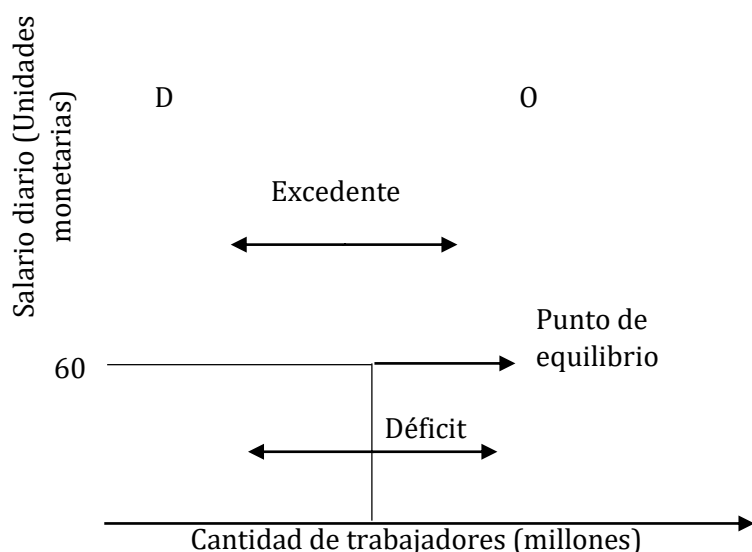 Salario diario (Unidades
monetarias)
D
O
Excedente
Punto de
equilibrio
60
Déficit
Cantidad de trabajadores (millones)